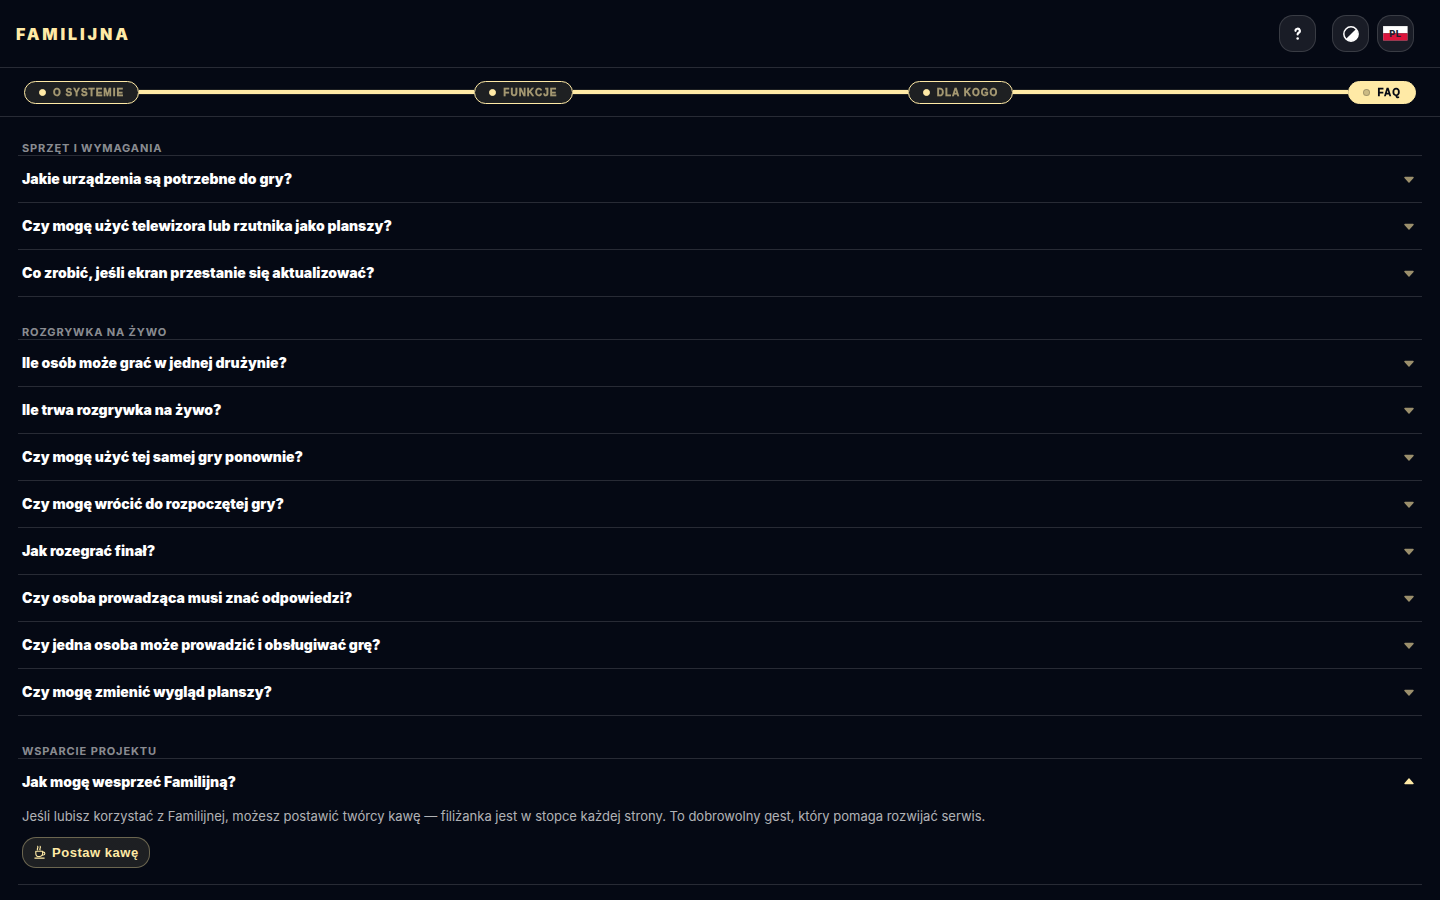 FAMILIJNA
?
PL
O SYSTEMIE
FUNKCJE
DLA KOGO
FAQ
SPRZĘT I WYMAGANIA
Jakie urządzenia są potrzebne do gry?
Czy mogę użyć telewizora lub rzutnika jako planszy?
Co zrobić, jeśli ekran przestanie się aktualizować?
ROZGRYWKA NA ŻYWO
Ile osób może grać w jednej drużynie?
Ile trwa rozgrywka na żywo?
Czy mogę użyć tej samej gry ponownie?
Czy mogę wrócić do rozpoczętej gry?
Jak rozegrać finał?
Czy osoba prowadząca musi znać odpowiedzi?
Czy jedna osoba może prowadzić i obsługiwać grę?
Czy mogę zmienić wygląd planszy?
WSPARCIE PROJEKTU
Jak mogę wesprzeć Familijną?
Jeśli lubisz korzystać z Familijnej, możesz postawić twórcy kawę — filiżanka jest w stopce każdej strony. To dobrowolny gest, który pomaga rozwijać serwis.
Postaw kawę